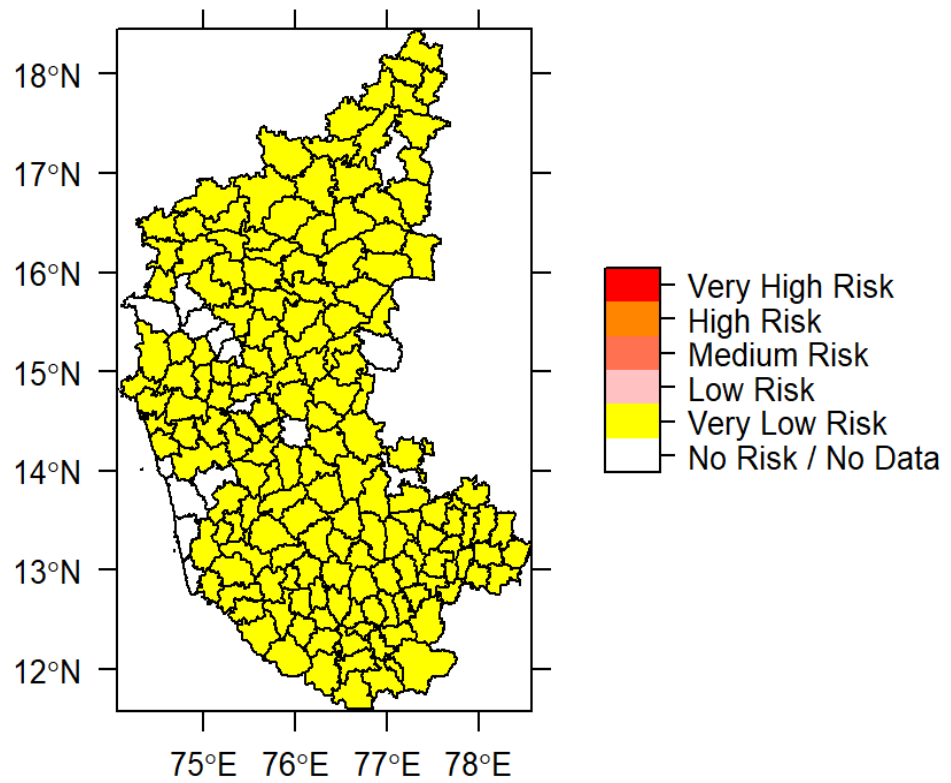 18°N
17°N
16°N
15°N
14°N
13°N
12°N
75°E 76°E 77°E 78°E
Very High Risk
High Risk
Medium Risk
Low Risk
Very Low Risk
No Risk / No Data